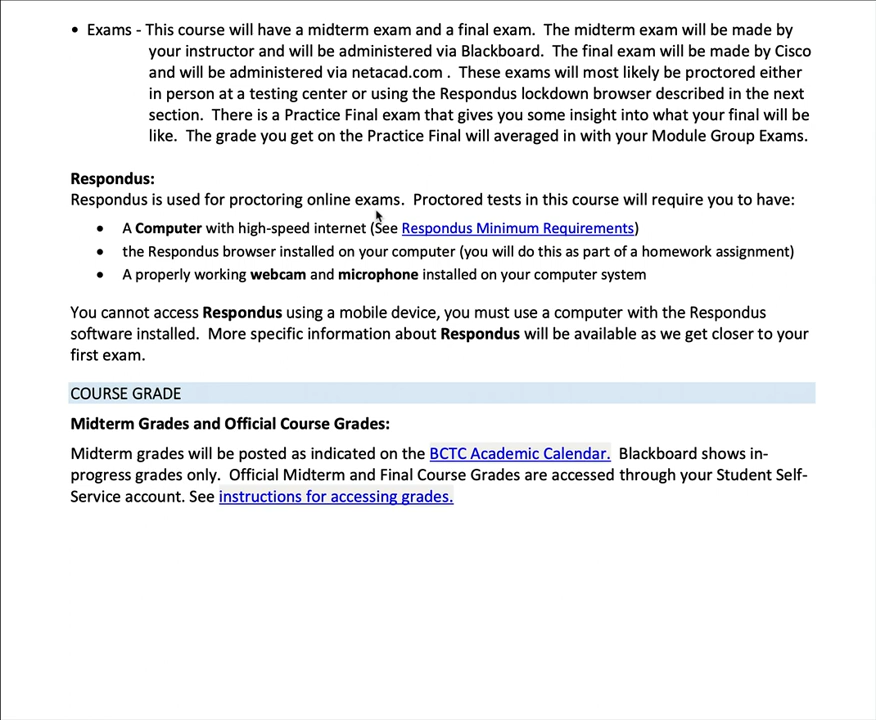 • Exams - This course will have a midterm exam and a final exam.  The midterm exam will be made by
your instructor and will be administered via Blackboard.  The final exam will be made by Cisco
and will be administered via netacad.com .  These exams will most likely be proctored either
in person at a testing center or using the Respondus lockdown browser described in the next
section.  There is a Practice Final exam that gives you some insight into what your final will be
like.  The grade you get on the Practice Final will averaged in with your Module Group Exams.
Respondus:
Respondus is used for proctoring online exams.  Proctored tests in this course will require you to have:
• A Computer with high-speed internet (See Respondus Minimum Requirements)
• the Respondus browser installed on your computer (you will do this as part of a homework assignment)
• A properly working webcam and microphone installed on your computer system
You cannot access Respondus using a mobile device, you must use a computer with the Respondus
software installed.  More specific information about Respondus will be available as we get closer to your
first exam.
COURSE GRADE
Midterm Grades and Official Course Grades:
Midterm grades will be posted as indicated on the BCTC Academic Calendar.  Blackboard shows in-
progress grades only.  Official Midterm and Final Course Grades are accessed through your Student Self-
Service account. See instructions for accessing grades.